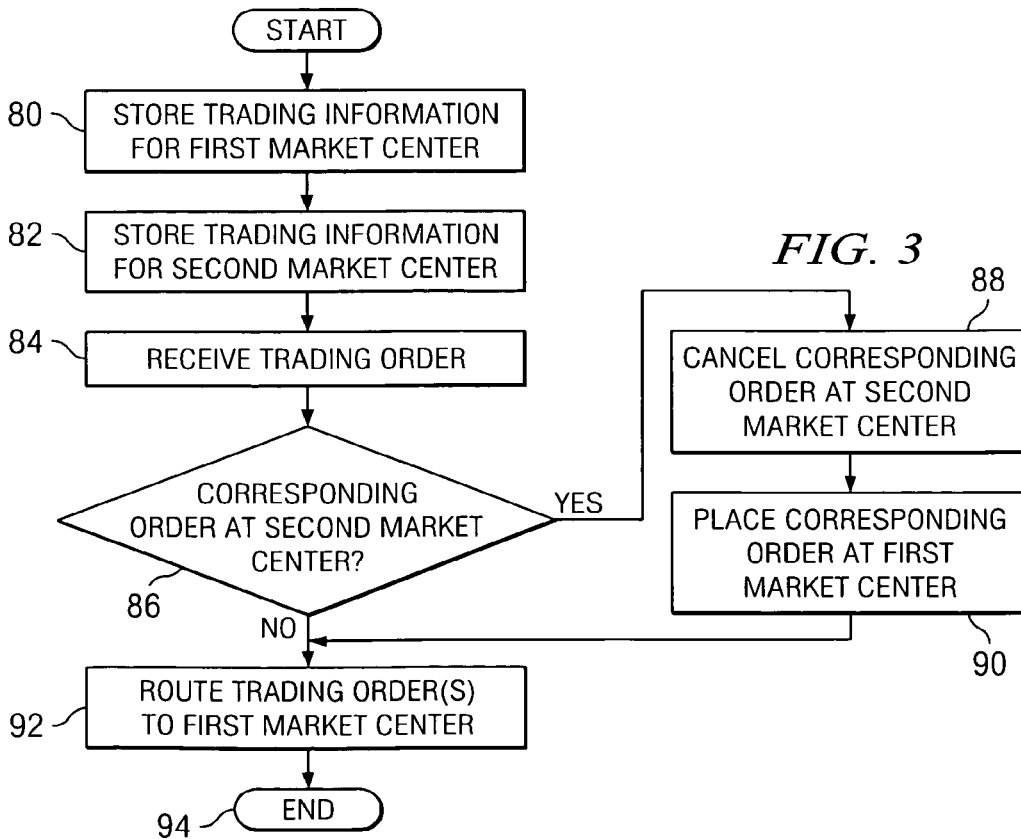 START
80
STORE TRADING INFORMATION
FOR FIRST MARKET CENTER
82
STORE TRADING INFORMATION
FOR SECOND MARKET CENTER
FIG. 3
84
RECEIVE TRADING ORDER
88
CANCEL CORRESPONDING
ORDER AT SECOND
MARKET CENTER
CORRESPONDING
ORDER AT SECOND MARKET
CENTER?
YES
86
NO
PLACE CORRESPONDING
ORDER AT FIRST
MARKET CENTER
90
92
ROUTE TRADING ORDER(S)
TO FIRST MARKET CENTER
94
END